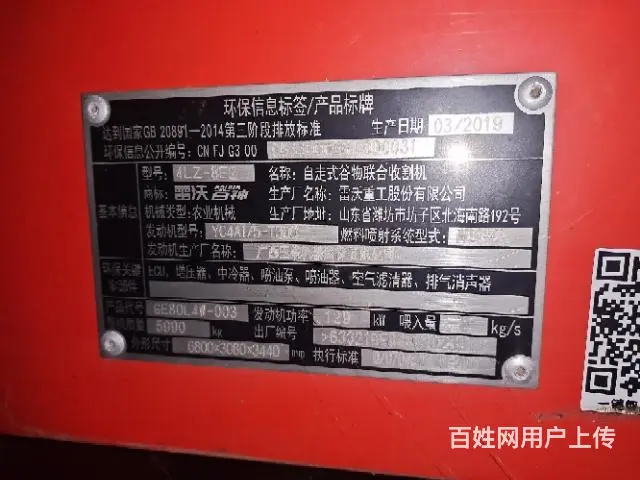 环保信息标签/产品标牌
达到国家GB 20891—2014第三阶段排放标准 生产日期 03/2019
环保信息公开编号: CN FJ G3 00
型号: 4LZ-8E 名称: 自走式谷物联合收割机
商标: 雷沃谷神 生产厂名称: 雷沃重工股份有限公司
基本信息 机械类型: 农业机械 生产厂地址: 山东省潍坊市坊子区北海南路192号
发动机型号: 燃料喷射系统型式:
发动机生产厂名称:
环保关键零部件 ECU、增压器、中冷器、喷油泵、喷油器、空气滤清器、排气消声器
产品代号 GE80L4W-003 发动机功率 129 kW 喂入量 kg/s
质量 5900 kg 出厂编号
外形尺寸 6800×3060×3440 mm 执行标准
百姓网用户上传